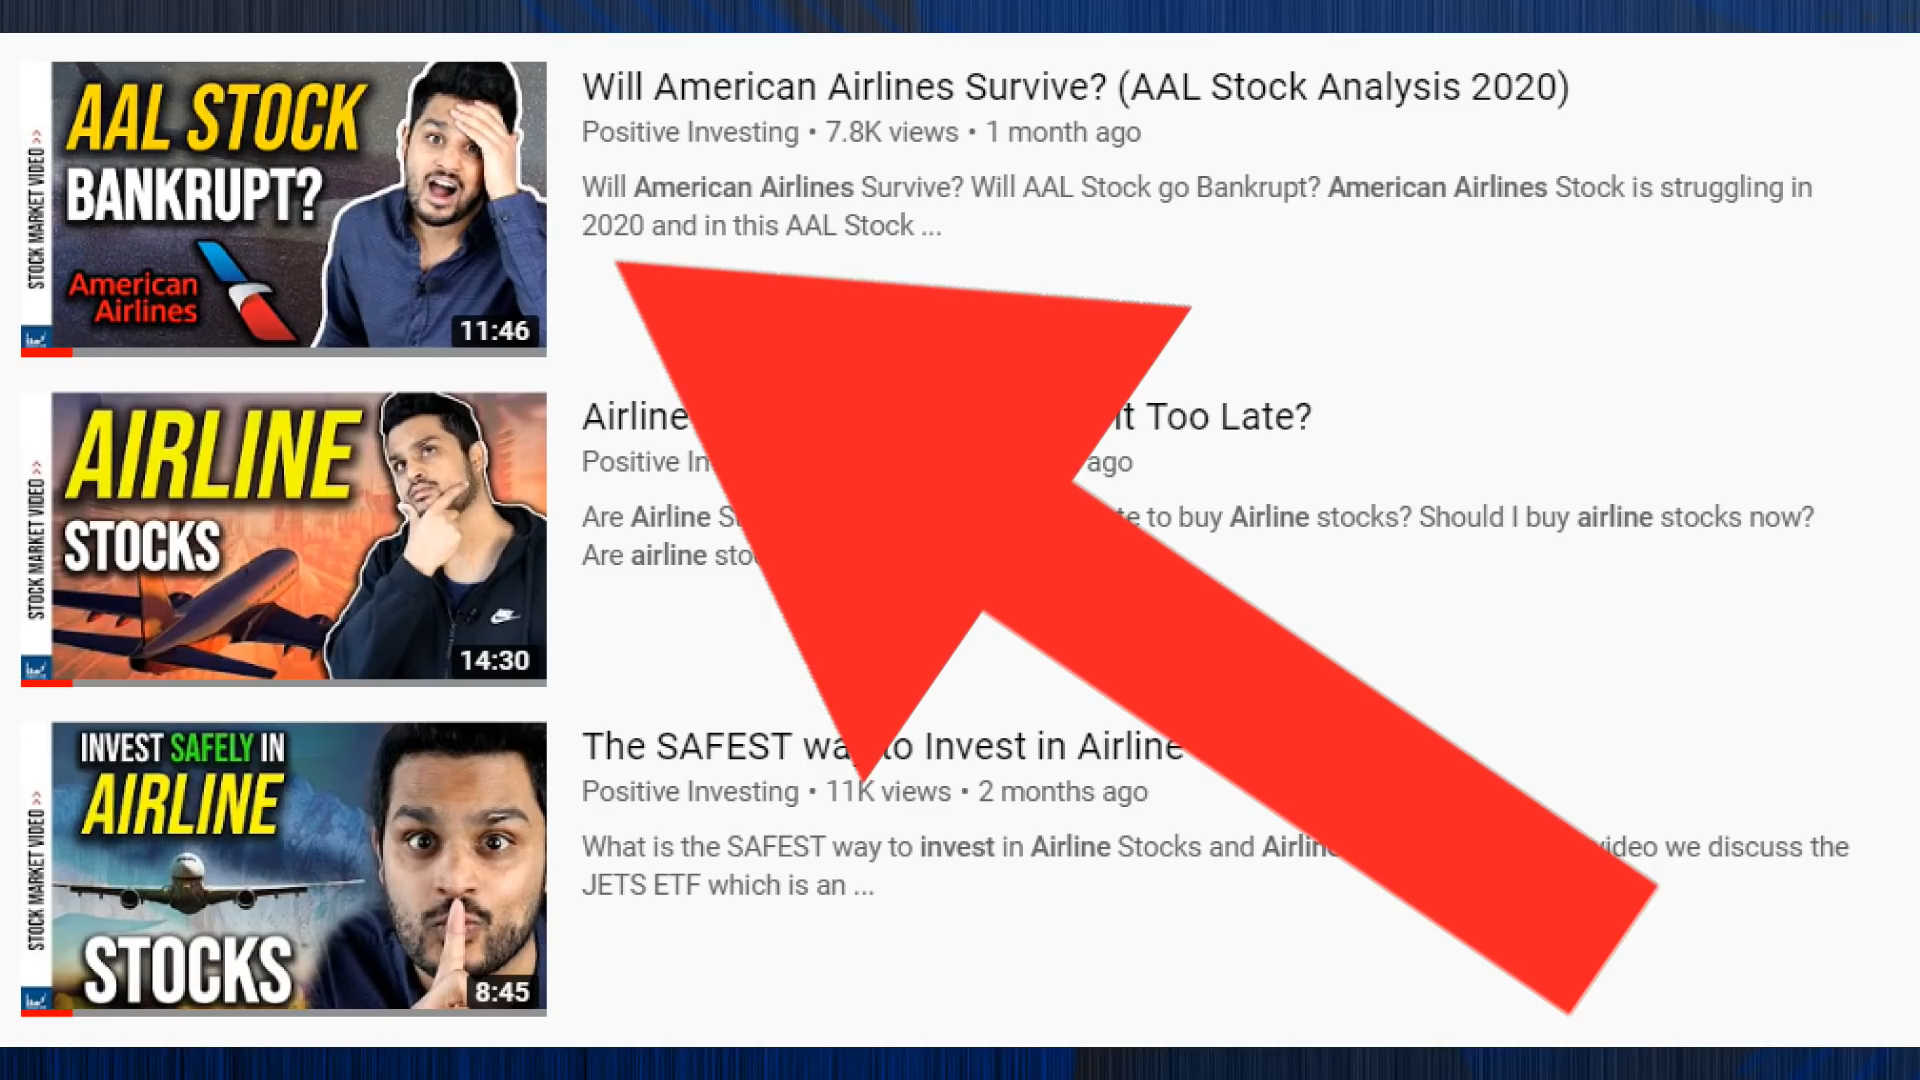 STOCK MARKET VIDEO >>
AAL STOCK
BANKRUPT?
American
Airlines
11:46
Will American Airlines Survive? (AAL Stock Analysis 2020)
Positive Investing • 7.8K views • 1 month ago
Will American Airlines Survive? Will AAL Stock go Bankrupt? American Airlines Stock is struggling in
2020 and in this AAL Stock ...
STOCK MARKET VIDEO >>
AIRLINE
STOCKS
14:30
Airline It Too Late?
Positive ago
Are Airline to buy Airline stocks? Should I buy airline stocks now?
Are airline
STOCK MARKET VIDEO >>
INVEST SAFELY IN
AIRLINE
STOCKS
8:45
The SAFEST way to Invest in Airline
Positive Investing • 11K views • 2 months ago
What is the SAFEST way to invest in Airline Stocks and video we discuss the
JETS ETF which is an ...